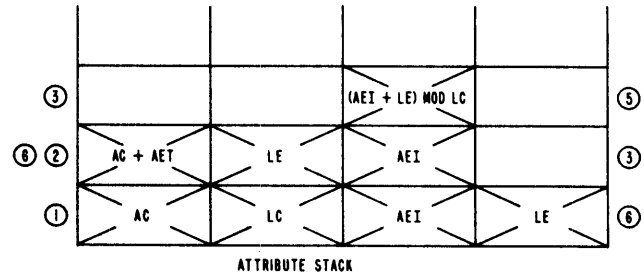 ③ (AEI + LE) MOD LC ⑤
⑥ ② AC + AET LE AEI ③
① AC LC AEI LE ⑥
ATTRIBUTE STACK